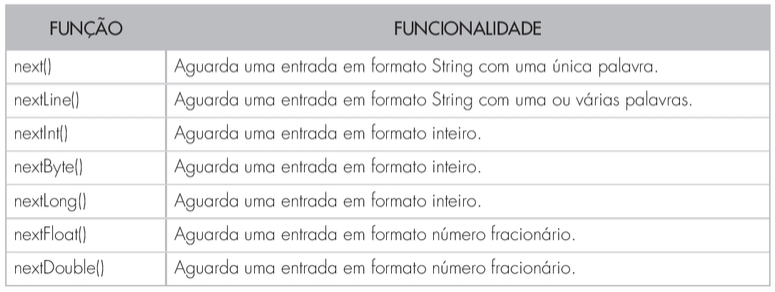 FUNÇÃO FUNCIONALIDADE
next() Aguarda uma entrada em formato String com uma única palavra.
nextLine() Aguarda uma entrada em formato String com uma ou várias palavras.
nextInt() Aguarda uma entrada em formato inteiro.
nextByte() Aguarda uma entrada em formato inteiro.
nextLong() Aguarda uma entrada em formato inteiro.
nextFloat() Aguarda uma entrada em formato número fracionário.
nextDouble() Aguarda uma entrada em formato número fracionário.